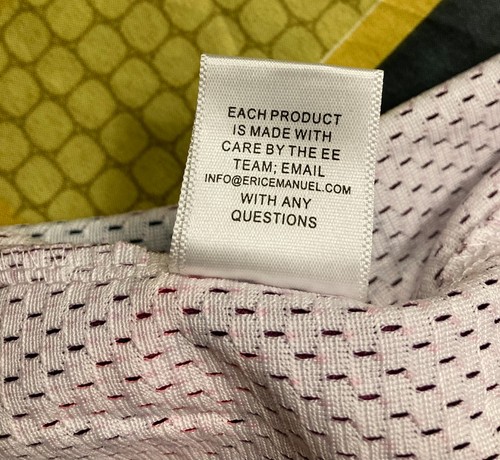 EACH PRODUCT
IS MADE WITH
CARE BY THE EE
TEAM; EMAIL
INFO@ERICEMANUEL.COM
WITH ANY
QUESTIONS